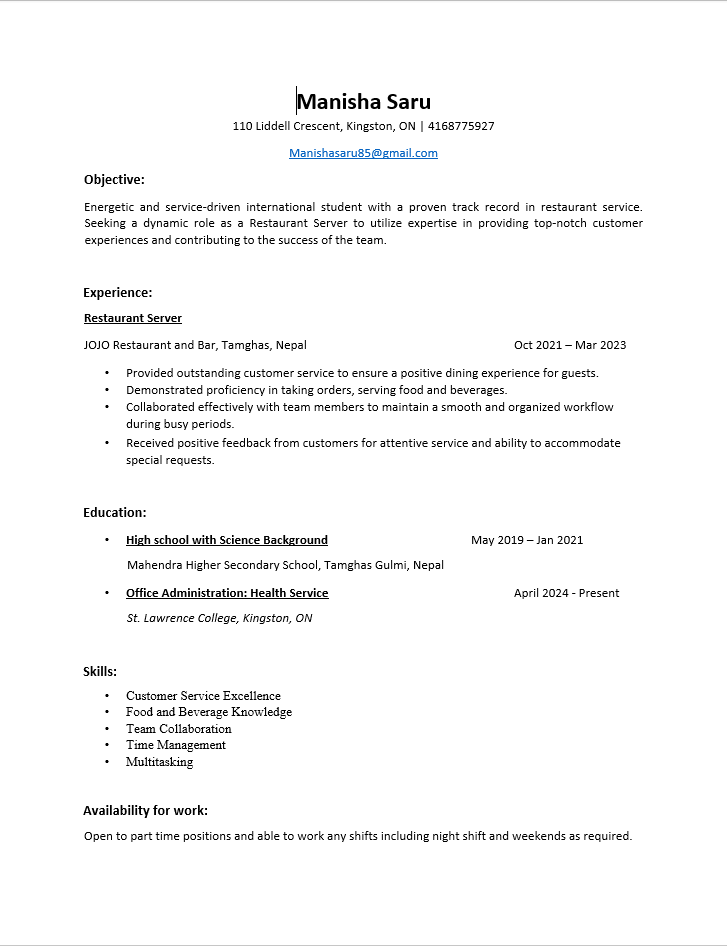 Manisha Saru
110 Liddell Crescent, Kingston, ON | 4168775927
Manishasaru85@gmail.com
Objective:
Energetic and service-driven international student with a proven track record in restaurant service.
Seeking a dynamic role as a Restaurant Server to utilize expertise in providing top-notch customer
experiences and contributing to the success of the team.
Experience:
Restaurant Server
JOJO Restaurant and Bar, Tamghas, Nepal Oct 2021 – Mar 2023
• Provided outstanding customer service to ensure a positive dining experience for guests.
• Demonstrated proficiency in taking orders, serving food and beverages.
• Collaborated effectively with team members to maintain a smooth and organized workflow
during busy periods.
• Received positive feedback from customers for attentive service and ability to accommodate
special requests.
Education:
• High school with Science Background May 2019 – Jan 2021
Mahendra Higher Secondary School, Tamghas Gulmi, Nepal
• Office Administration: Health Service April 2024 - Present
St. Lawrence College, Kingston, ON
Skills:
• Customer Service Excellence
• Food and Beverage Knowledge
• Team Collaboration
• Time Management
• Multitasking
Availability for work:
Open to part time positions and able to work any shifts including night shift and weekends as required.